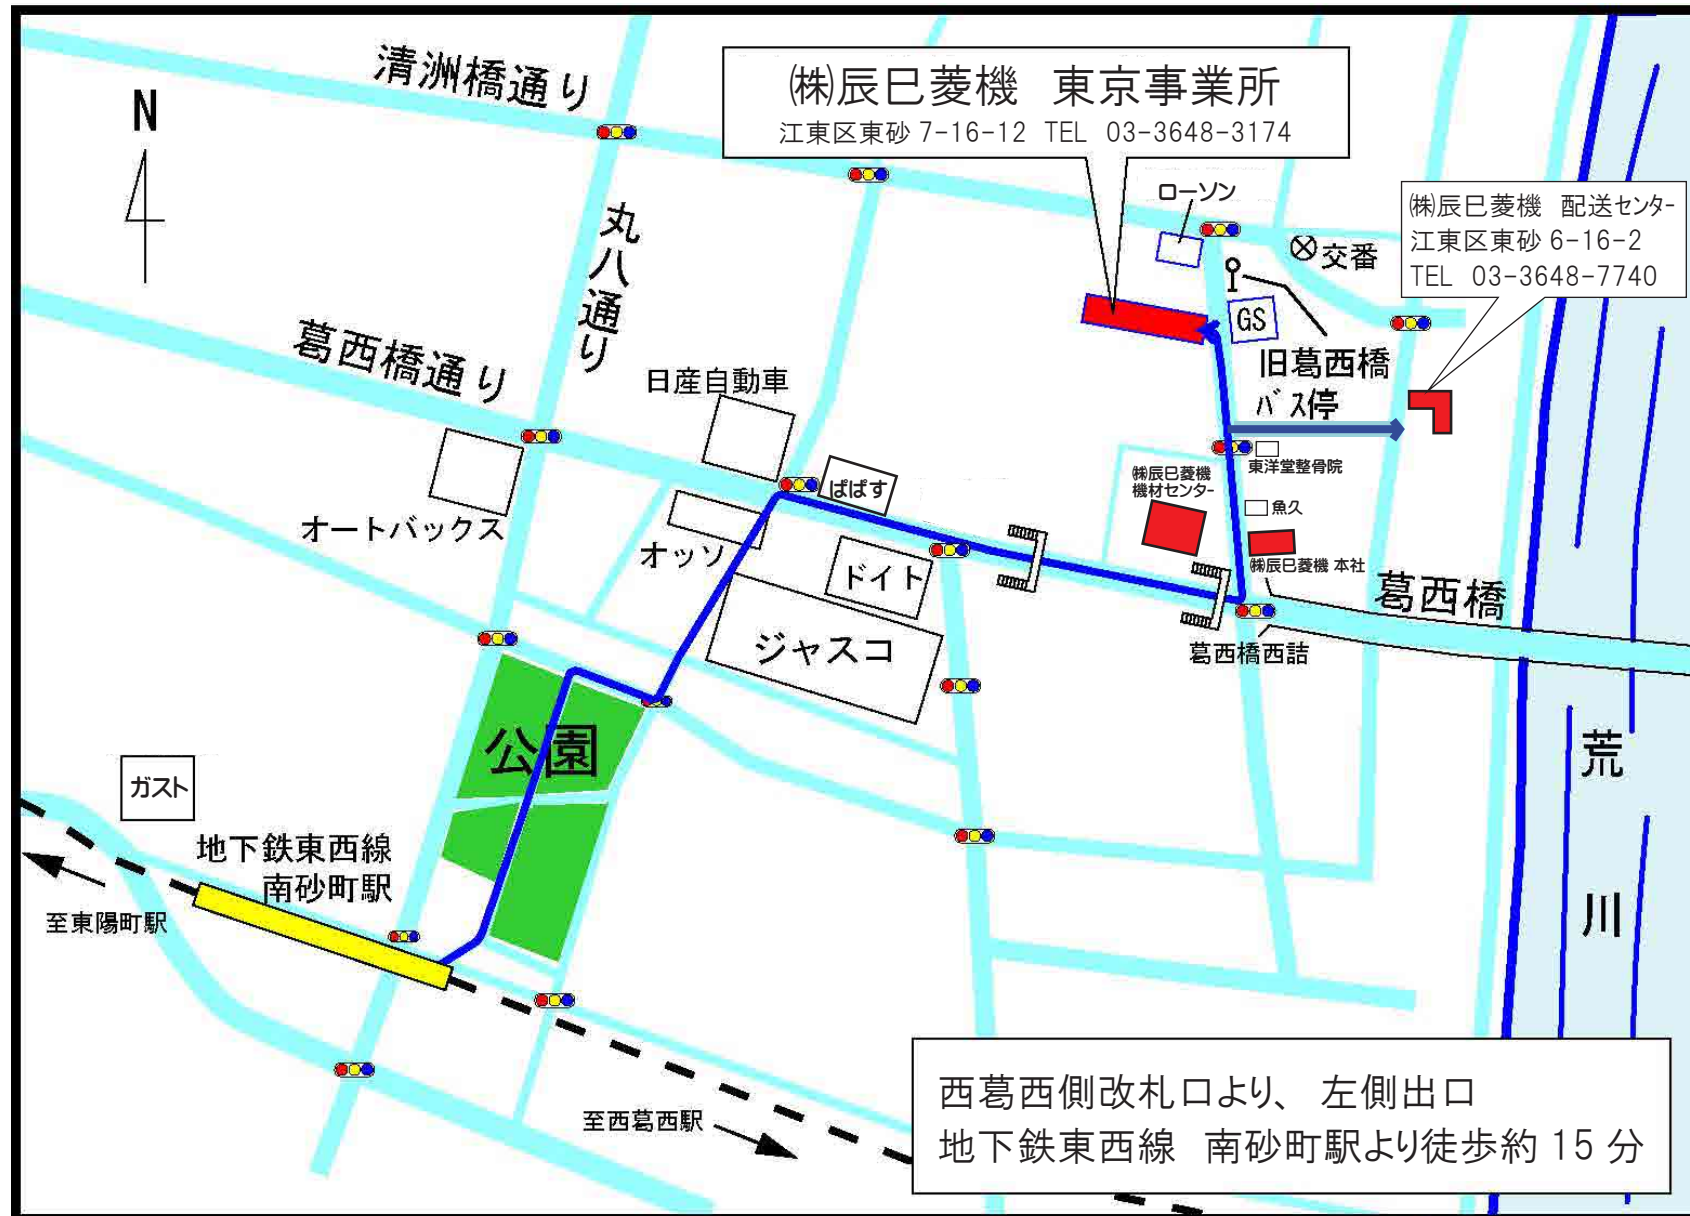 清洲橋通り
㈱辰巳菱機 東京事業所
江東区東砂 7-16-12 TEL 03-3648-3174
N
ローソン
㈱辰巳菱機 配送センター
江東区東砂 6-16-2
TEL 03-3648-7740
丸八通り
交番
GS
葛西橋通り
旧葛西橋
バス停
日産自動車
東洋堂整骨院
㈱辰巳菱機
機材センター
ぱぱす
魚久
オートバックス
オッソ
ドイト
㈱辰巳菱機 本社
葛西橋
ジャスコ
葛西橋西詰
公園
荒川
ガスト
地下鉄東西線
南砂町駅
至東陽町駅
至西葛西駅
西葛西側改札口より、 左側出口
地下鉄東西線 南砂町駅より徒歩約 15 分